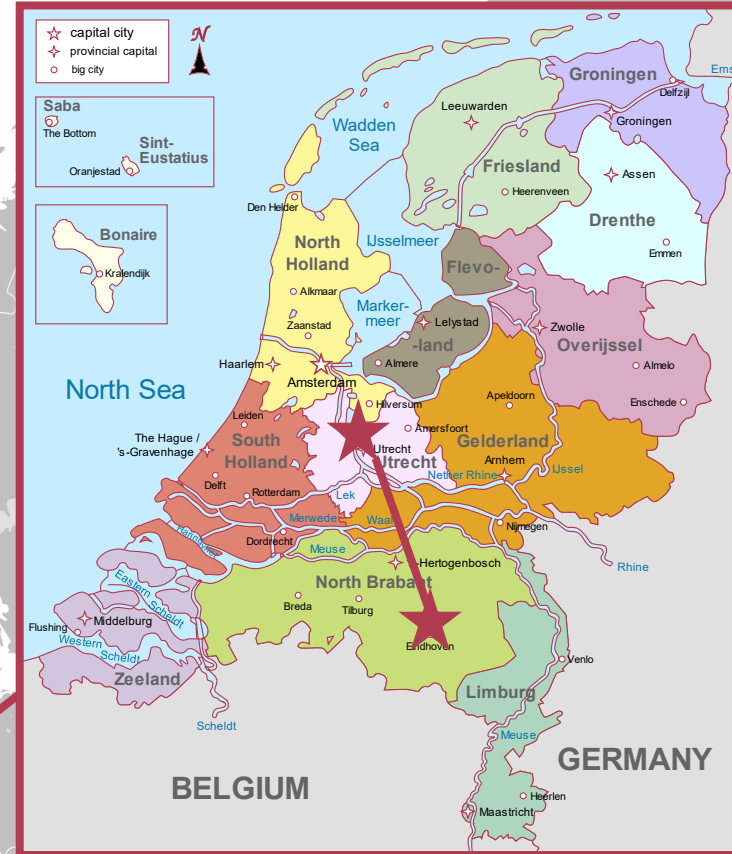 capital city
provincial capital
big city
N
Saba
The Bottom
Sint-
Eustatius
Oranjestad
Bonaire
Kralendijk
Wadden
Sea
Groningen
Ems
Delfzijl
Leeuwarden
Groningen
Friesland
Assen
Heerenveen
Drenthe
Den Helder
North
Holland
IJsselmeer
Emmen
Flevo-
Alkmaar
Marker-
meer
Zaanstad
Lelystad
-land
Zwolle
Overijssel
Haarlem
Almere
Almelo
Amsterdam
North Sea
Apeldoorn
Enschede
Hilversum
Leiden
Amersfoort
The Hague /
's-Gravenhage
South
Holland
Utrecht
Utrecht
Gelderland
Arnhem
Nether Rhine
IJssel
Delft
Rotterdam
Lek
Merwede
Waal
Nijmegen
Dordrecht
Meuse
Rhine
Hertogenbosch
North Brabant
Eastern
Scheldt
Breda
Tilburg
Middelburg
Flushing
Western
Scheldt
Eindhoven
Venlo
Zeeland
Limburg
Scheldt
Meuse
GERMANY
BELGIUM
Heerlen
Maastricht